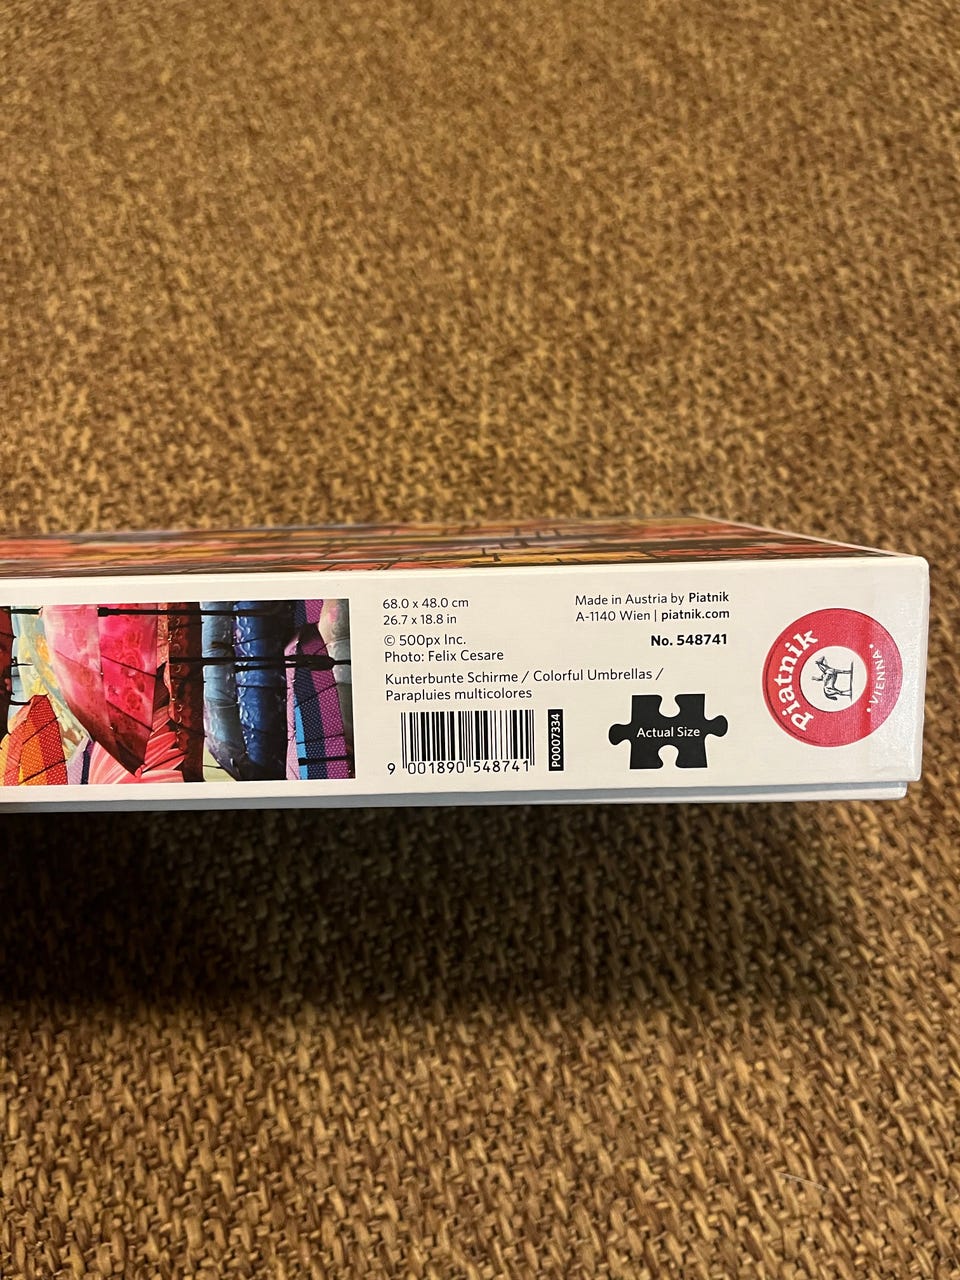 68.0 x 48.0 cm
26.7 x 18.8 in
© 500px Inc.
Photo: Felix Cesare
Kunterbunte Schirme / Colorful Umbrellas /
Parapluies multicolores
9 001890 548741
P0007334
Made in Austria by Piatnik
A-1140 Wien | piatnik.com
No. 548741
Actual Size
Piatnik
• VIENNA •